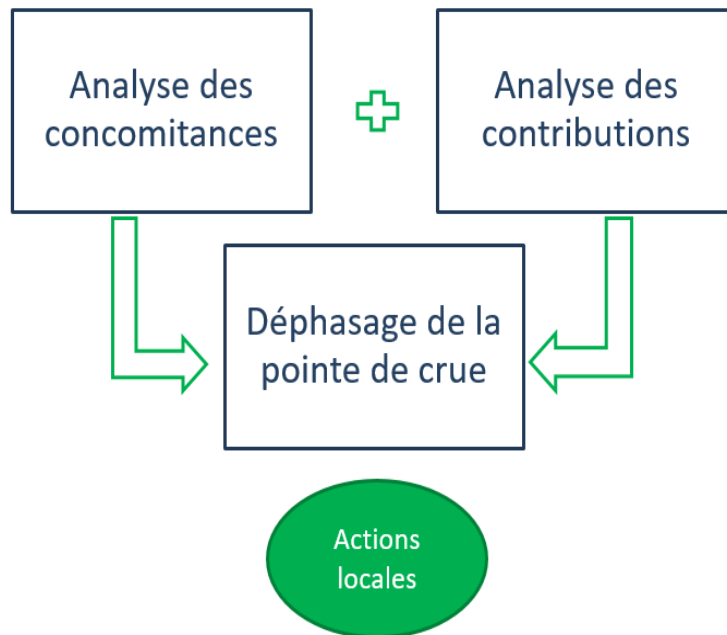 Analyse des
concomitances
Analyse des
contributions
Déphasage de la
pointe de crue
Actions
locales